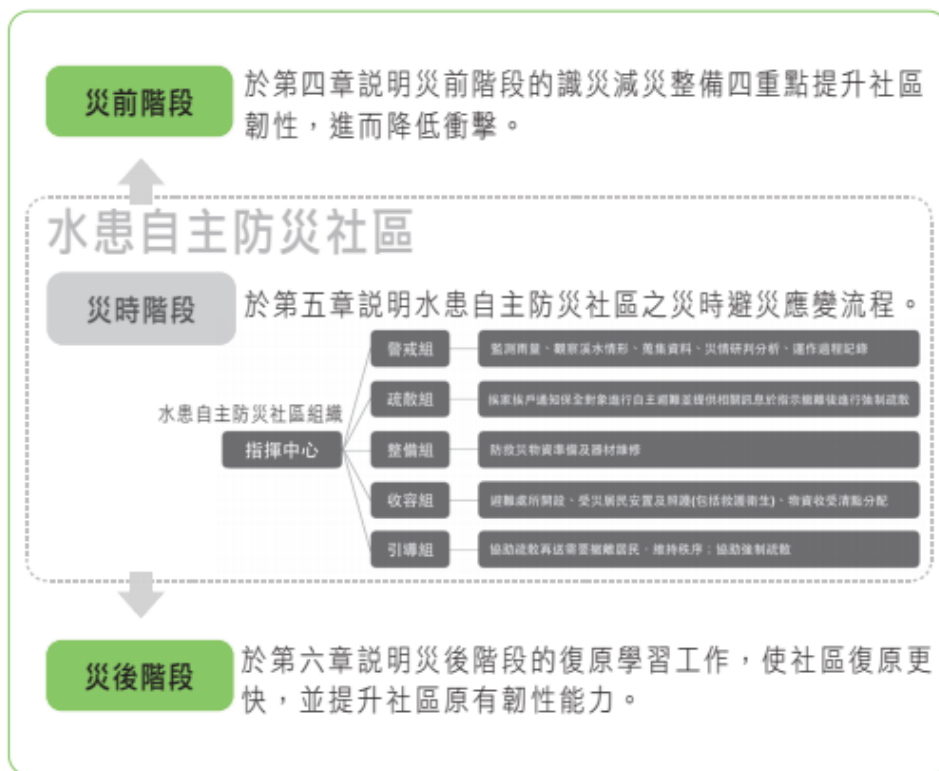 災前階段
於第四章説明災前階段的識災減災整備四重點提升社區
韌性，進而降低衝擊。
水患自主防災社區
災時階段
於第五章説明水患自主防災社區之災時避災應變流程。
水患自主防災社區組織
指揮中心
警戒組
監測雨量、觀察溪水情形、蒐集資料、災情研判分析、運作過程記錄
疏散組
挨家挨戶通知保全對象進行自主避難並提供相關訊息於指示撤離後進行強制疏散
整備組
防救災物資準備及器材維修
收容組
避難處所開設、受災居民安置及照護(包括救護衛生)、物資收受清點分配
引導組
協助疏散再送需要撤離居民，維持秩序；協助強制疏散
災後階段
於第六章説明災後階段的復原學習工作，使社區復原更
快，並提升社區原有韌性能力。